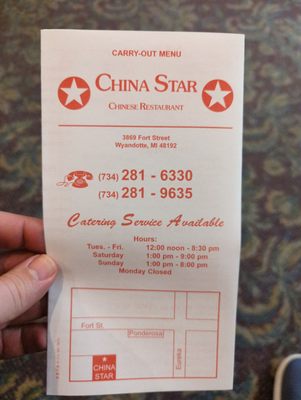 CARRY-OUT MENU
CHINA STAR
CHINESE RESTAURANT
3869 Fort Street
Wyandotte, MI 48192
(734) 281 - 6330
(734) 281 - 9635
Catering Service Available
Hours:
Tues. - Fri. 12:00 noon - 8:30 pm
Saturday 1:00 pm - 9:00 pm
Sunday 1:00 pm - 8:00 pm
Monday Closed
Fort St.
Ponderosa
Eureka
CHINA
STAR